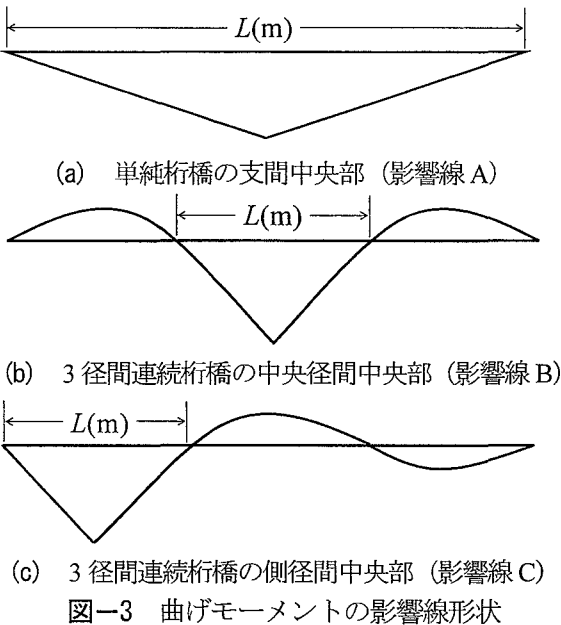 L(m)
(a) 単純桁橋の支間中央部（影響線 A）
L(m)
(b) 3 径間連続桁橋の中央径間中央部（影響線 B）
L(m)
(c) 3 径間連続桁橋の側径間中央部（影響線 C）
図－3 曲げモーメントの影響線形状